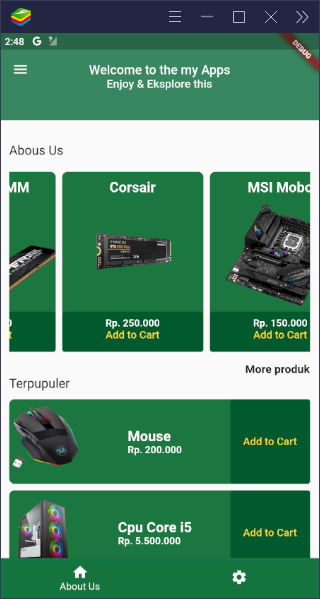 2:48 G
DEBUG
Welcome to the my Apps
Enjoy & Eksplore this
Abous Us
MM
Corsair
MSI Mobo
0
Rp. 250.000
Rp. 150.000
t
Add to Cart
Add to Cart
More produk
Terpupuler
Mouse
Rp. 200.000
Add to Cart
Cpu Core i5
Rp. 5.500.000
Add to Cart
About Us